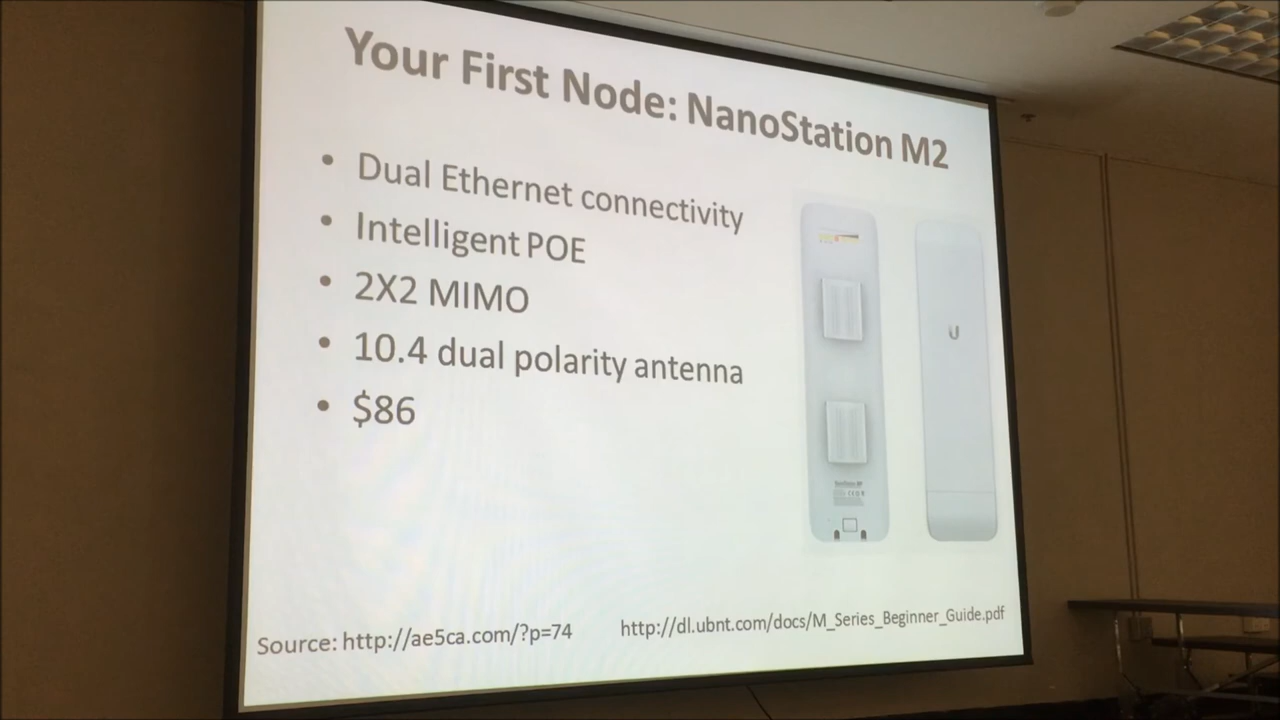 Your First Node: NanoStation M2
• Dual Ethernet connectivity
• Intelligent POE
• 2X2 MIMO
• 10.4 dual polarity antenna
• $86
Source: http://ae5ca.com/?p=74
http://dl.ubnt.com/docs/M_Series_Beginner_Guide.pdf